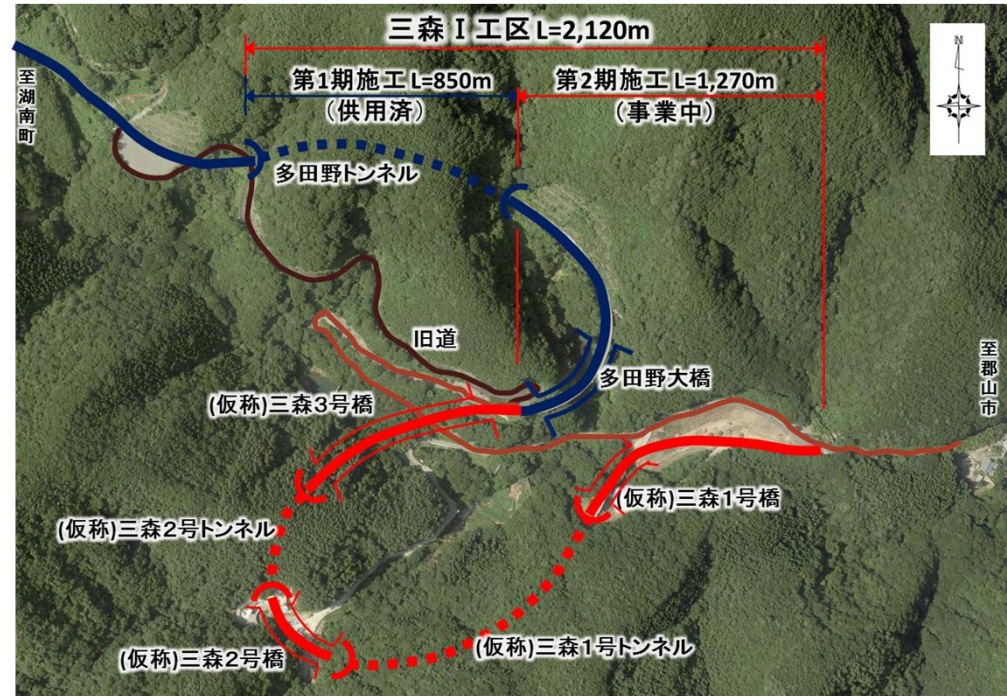 三森Ⅰ工区L=2,120m
第1期施工L=850m
(供用済)
第2期施工L=1,270m
(事業中)
N
至湖南町
多田野トンネル
旧道
多田野大橋
至郡山市
(仮称)三森3号橋
(仮称)三森1号橋
(仮称)三森2号トンネル
(仮称)三森2号橋
(仮称)三森1号トンネル